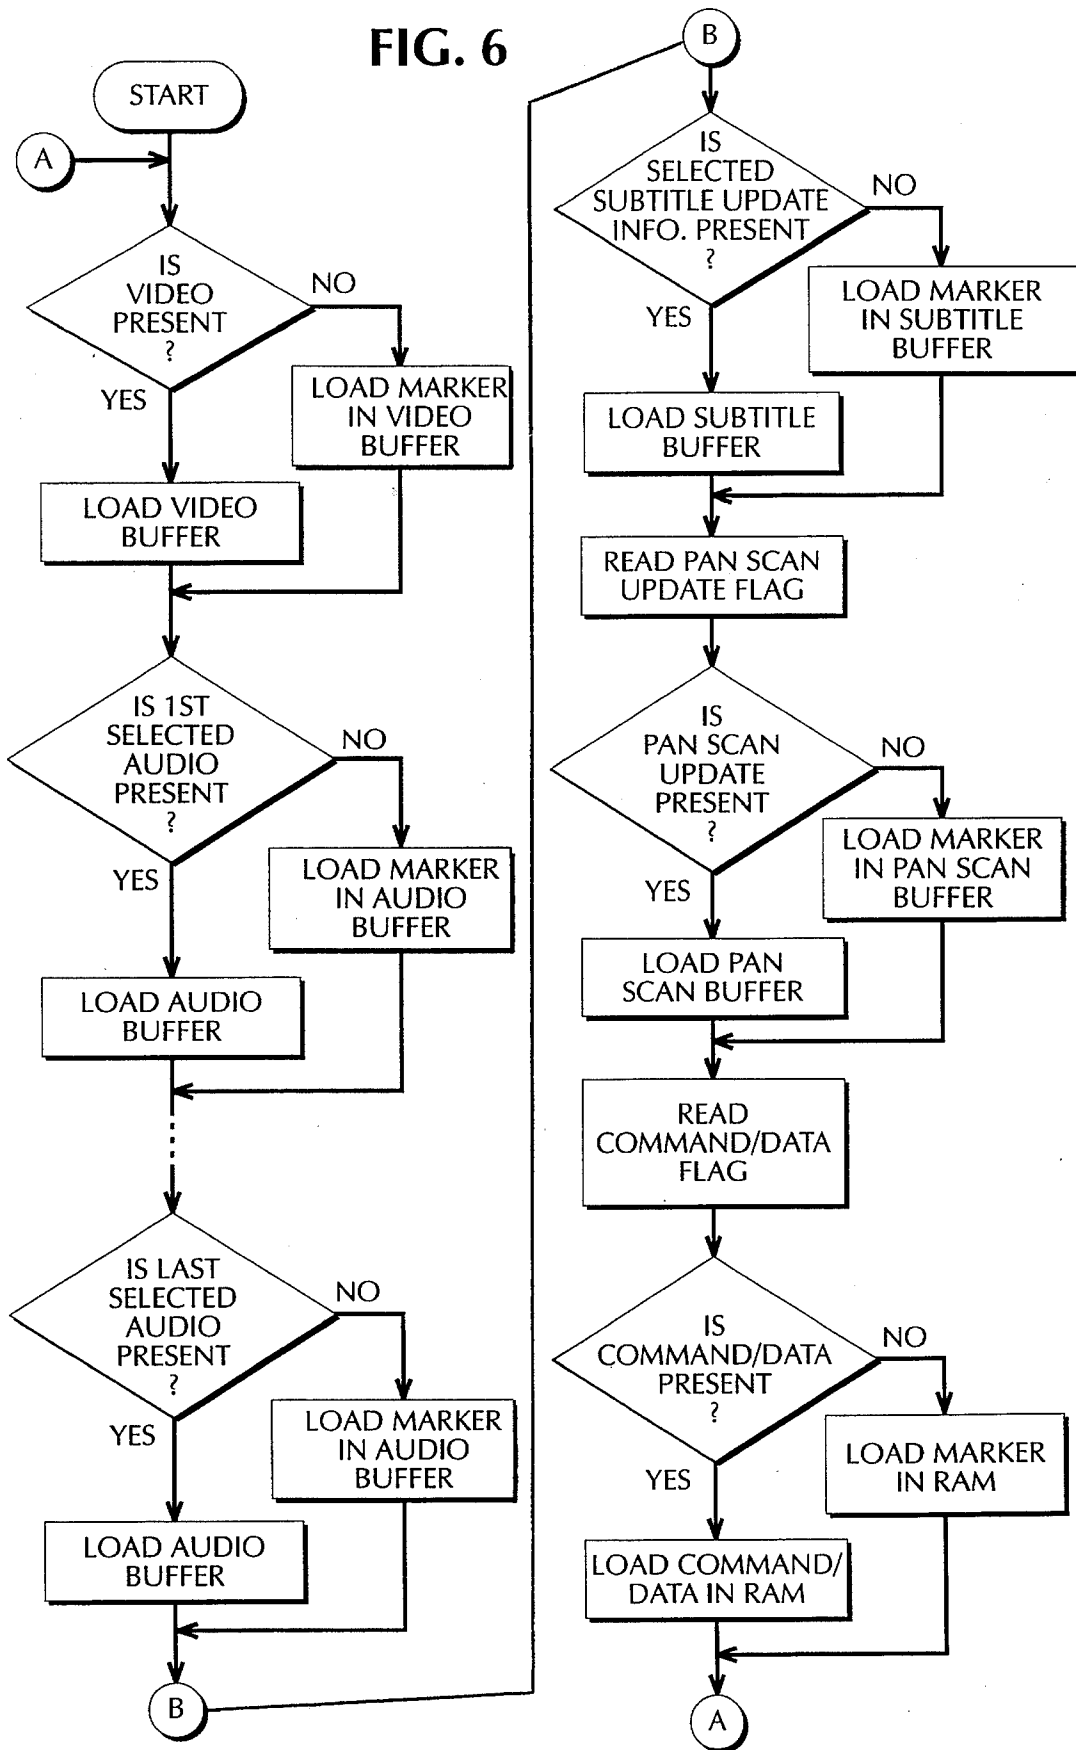 FIG. 6
START
A
IS
VIDEO
PRESENT
?
NO
YES
LOAD MARKER
IN VIDEO
BUFFER
LOAD VIDEO
BUFFER
IS 1ST
SELECTED
AUDIO
PRESENT
?
NO
YES
LOAD MARKER
IN AUDIO
BUFFER
LOAD AUDIO
BUFFER
IS LAST
SELECTED
AUDIO
PRESENT
?
NO
YES
LOAD MARKER
IN AUDIO
BUFFER
LOAD AUDIO
BUFFER
B
B
IS
SELECTED
SUBTITLE UPDATE
INFO. PRESENT
?
NO
YES
LOAD MARKER
IN SUBTITLE
BUFFER
LOAD SUBTITLE
BUFFER
READ PAN SCAN
UPDATE FLAG
IS
PAN SCAN
UPDATE
PRESENT
?
NO
YES
LOAD MARKER
IN PAN SCAN
BUFFER
LOAD PAN
SCAN BUFFER
READ
COMMAND/DATA
FLAG
IS
COMMAND/DATA
PRESENT
?
NO
YES
LOAD MARKER
IN RAM
LOAD COMMAND/
DATA IN RAM
A